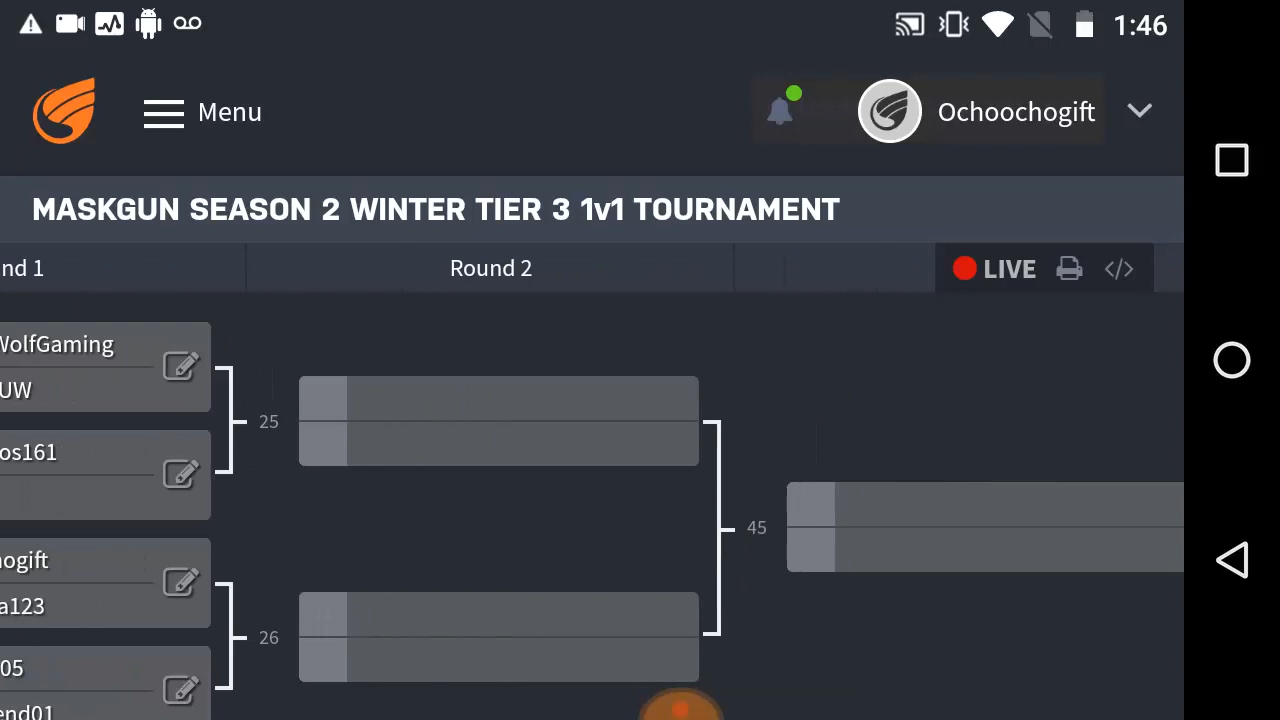 1:46
Menu
Ochoochogift
MASKGUN SEASON 2 WINTER TIER 3 1v1 TOURNAMENT
nd 1
Round 2
LIVE
</>
WolfGaming
UW
25
os161
45
ogift
a123
26
05
end01